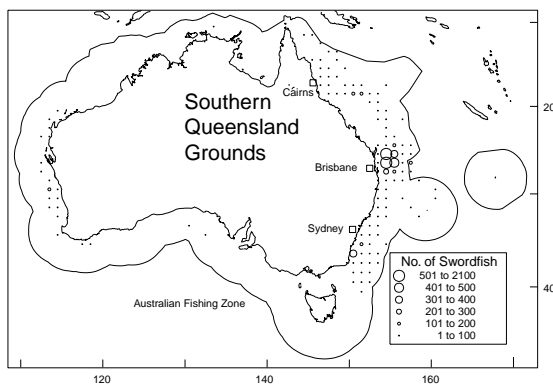 Southern
Queensland
Grounds
Cairns
Brisbane
Sydney
Australian Fishing Zone
No. of Swordfish
501 to 2100
401 to 500
301 to 400
201 to 300
101 to 200
1 to 100
20
40
120
140
160